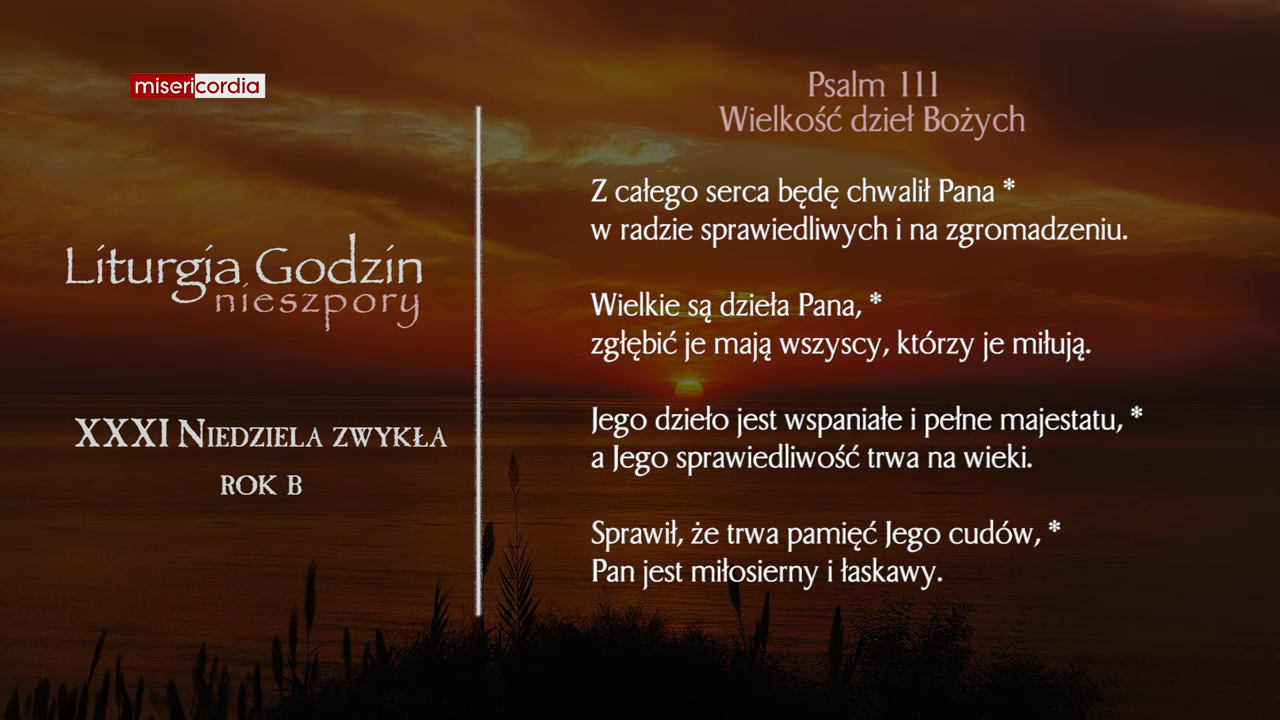 misericordia
Liturgia Godzin
nieszpory
XXXI Niedziela zwykła
rok B
Psalm 111
Wielkość dzieł Bożych
Z całego serca będę chwalił Pana *
w radzie sprawiedliwych i na zgromadzeniu.
Wielkie są dzieła Pana, *
zgłębić je mają wszyscy, którzy je miłują.
Jego dzieło jest wspaniałe i pełne majestatu, *
a Jego sprawiedliwość trwa na wieki.
Sprawił, że trwa pamięć Jego cudów, *
Pan jest miłosierny i łaskawy.